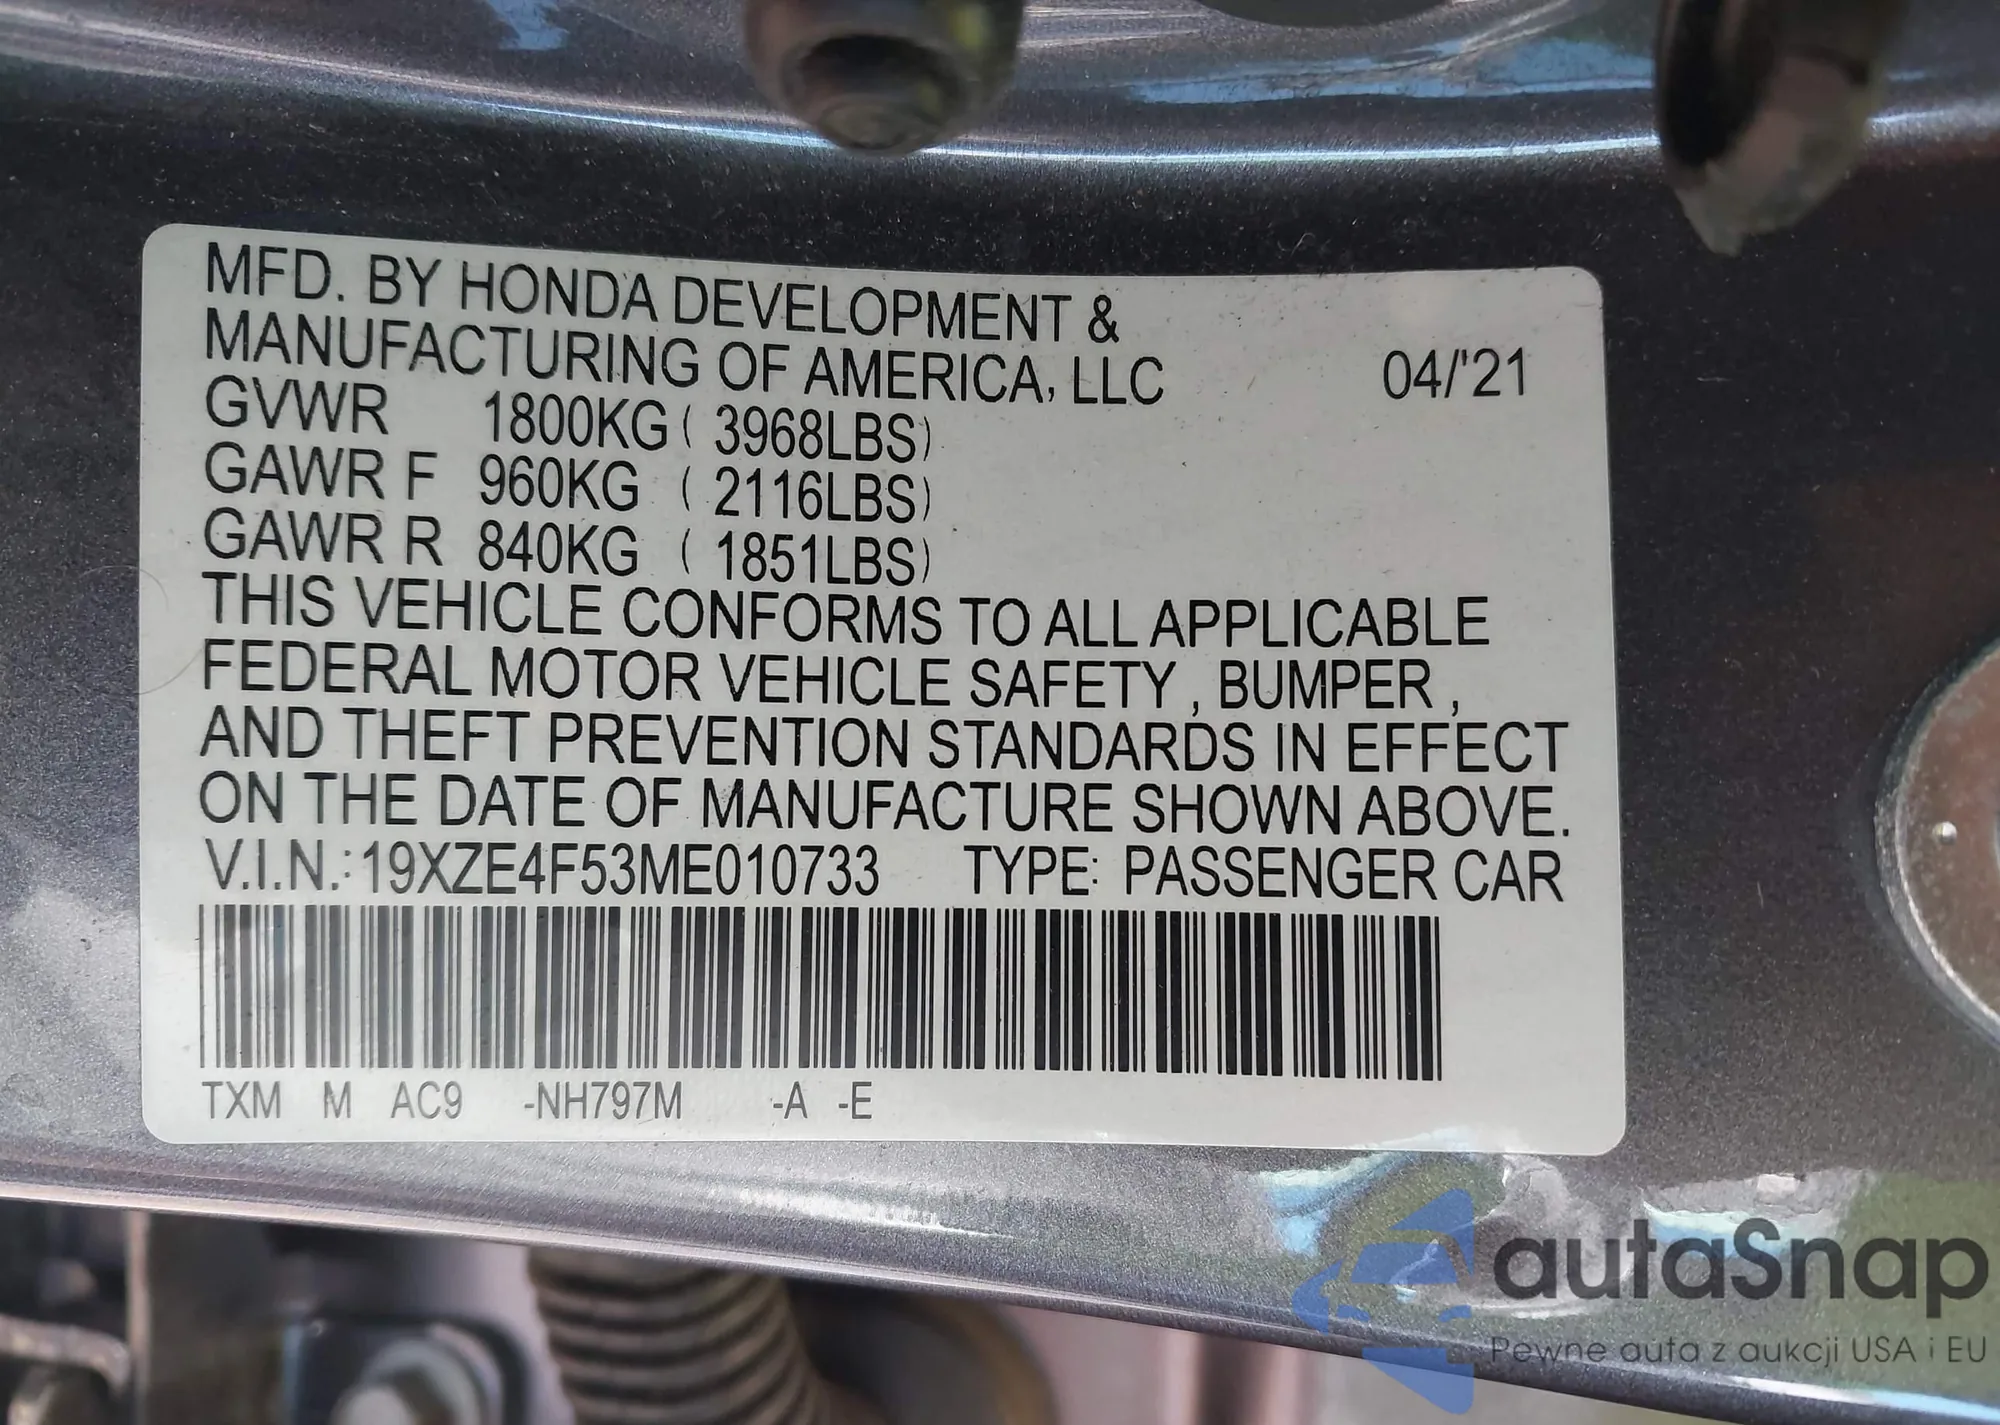 MFD. BY HONDA DEVELOPMENT &
MANUFACTURING OF AMERICA, LLC 04/'21
GVWR 1800KG ( 3968LBS)
GAWR F 960KG ( 2116LBS)
GAWR R 840KG ( 1851LBS)
THIS VEHICLE CONFORMS TO ALL APPLICABLE
FEDERAL MOTOR VEHICLE SAFETY , BUMPER ,
AND THEFT PREVENTION STANDARDS IN EFFECT
ON THE DATE OF MANUFACTURE SHOWN ABOVE.
V.I.N.: 19XZE4F53ME010733 TYPE: PASSENGER CAR
TXM M AC9 -NH797M -A -E
autaSnap
Pewne auta z aukcji USA i EU